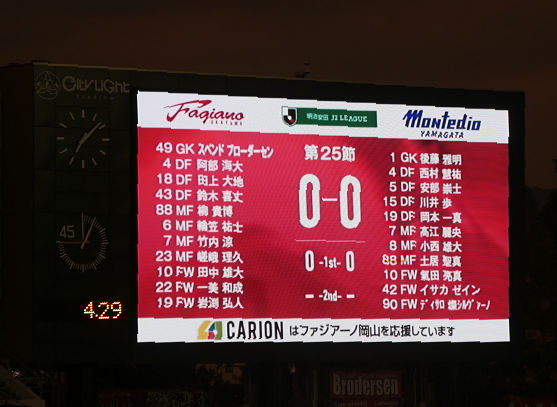 City Light
Fagiano
OKAYAMA
明治安田 J2 LEAGUE
Montedio
YAMAGATA
第25節
0-0
0 -1st- 0
- -2nd- -
49 GK スベンド ブローダーセン
4 DF 阿部 海大
18 DF 田上 大地
43 DF 鈴木 喜丈
88 MF 柳 貴博
6 MF 輪笠 祐士
7 MF 竹内 涼
23 MF 嵯峨 理久
10 FW 田中 雄大
22 FW 一美 和成
19 FW 岩渕 弘人
1 GK 後藤 雅明
4 DF 西村 慧祐
5 DF 安部 崇士
15 DF 川井 歩
19 DF 岡本 一真
7 MF 髙江 麗央
8 MF 小西 雄大
88 MF 土居 聖真
10 FW 氣田 亮真
42 FW イサカ ゼイン
90 FW ディサロ 燦シルヴァーノ
45
4:29
CARION はファジアーノ岡山を応援しています
Brodersen